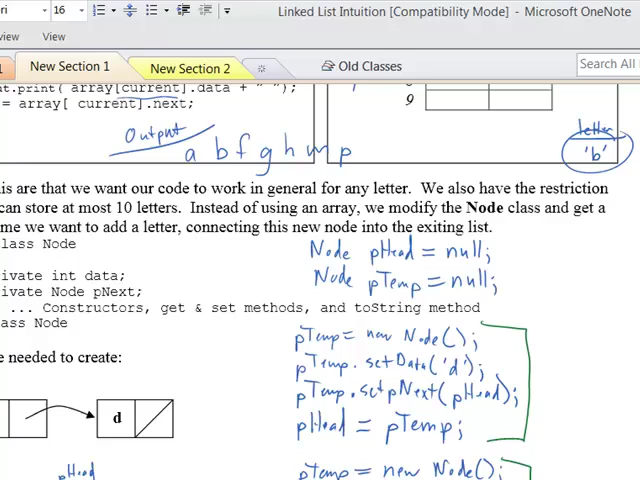 Linked List Intuition [Compatibility Mode] - Microsoft OneNote
ri 16
View View
1 New Section 1 New Section 2 Old Classes Search All
t.print( array[current].data + " ");
= array[ current].next;
9
Output
a b f g h m p
letter
'b'
his are that we want our code to work in general for any letter. We also have the restriction
can store at most 10 letters. Instead of using an array, we modify the Node class and get a
me we want to add a letter, connecting this new node into the exiting list.
lass Node
Node pHead = null;
ivate int data;
Node pTemp = null;
ivate Node pNext;
... Constructors, get & set methods, and toString method
lass Node
pTemp = new Node();
e needed to create:
pTemp.setData('d');
pTemp.setpNext(pHead);
d
pHead = pTemp;
pHead
pTemp = new Node();